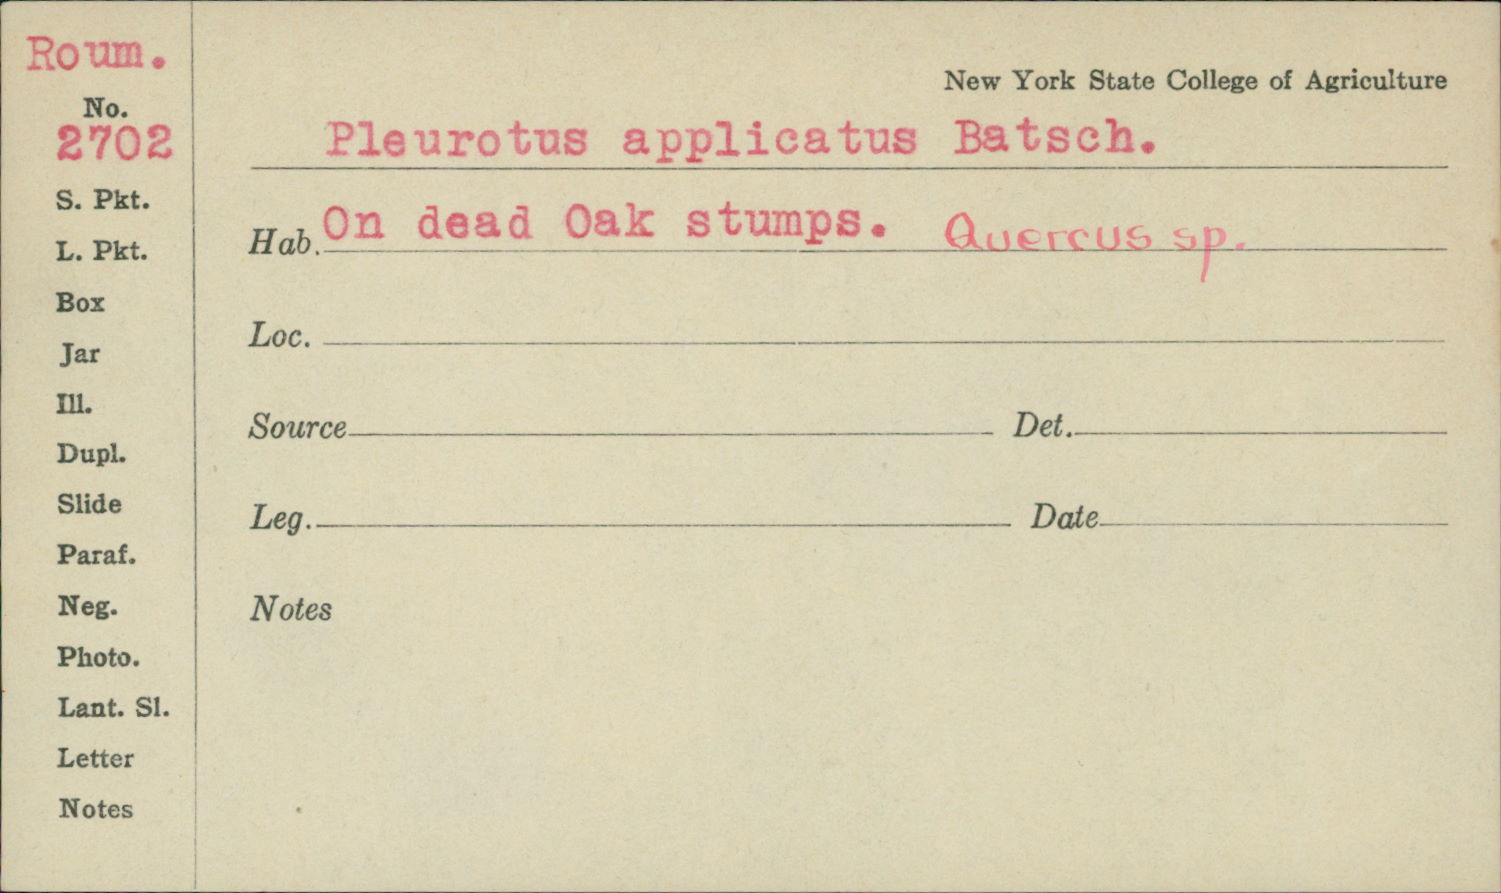 Roum.
New York State College of Agriculture
No.
2702
Pleurotus applicatus Batsch.
S. Pkt.
Hab. On dead Oak stumps. Quercus sp.
L. Pkt.
Box
Loc.
Jar
Ill.
Source Det.
Dupl.
Slide
Leg. Date
Paraf.
Neg.
Notes
Photo.
Lant. Sl.
Letter
Notes